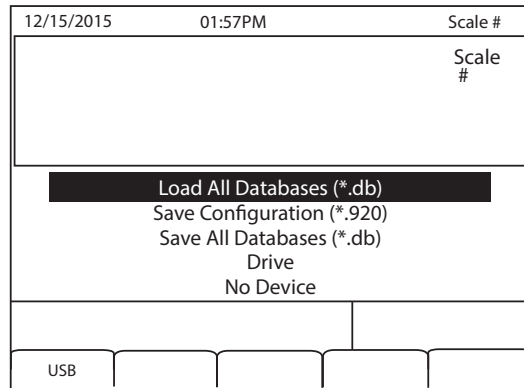 12/15/2015 01:57PM Scale #
Scale
#
Load All Databases (*.db)
Save Configuration (*.920)
Save All Databases (*.db)
Drive
No Device
USB